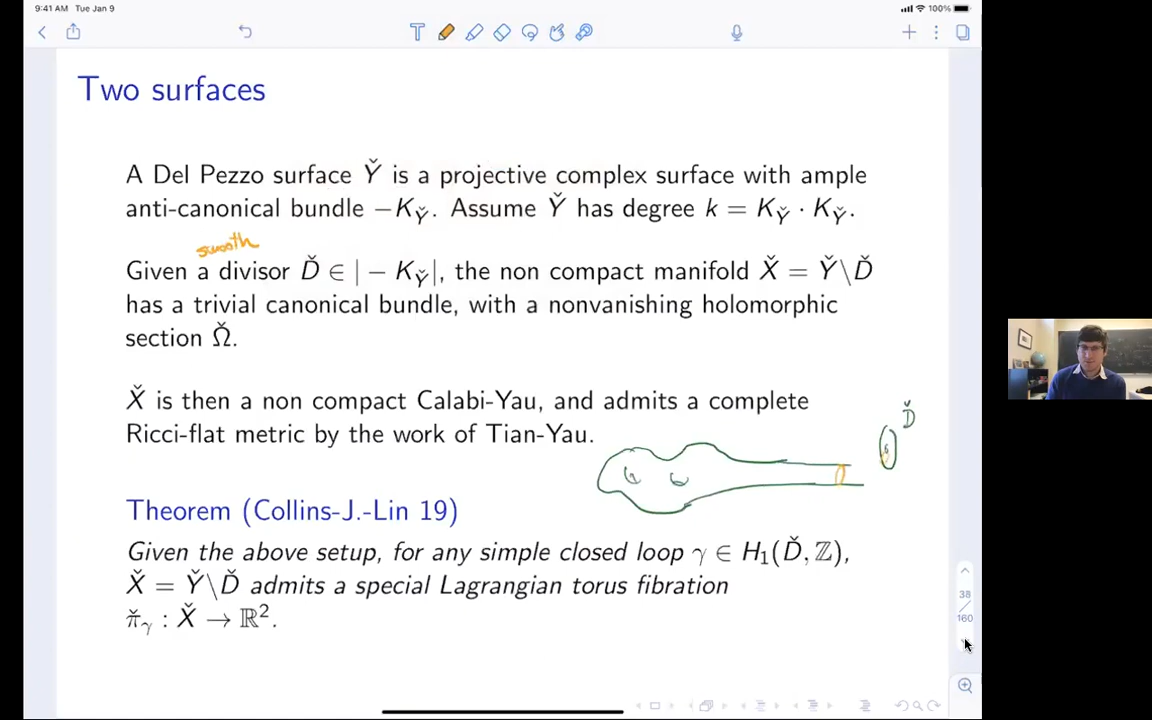 9:41 AM Tue Jan 9
100%
Two surfaces
A Del Pezzo surface Y̌ is a projective complex surface with ample
anti-canonical bundle −K_Y̌. Assume Y̌ has degree k = K_Y̌ · K_Y̌.
smooth
Given a divisor Ď ∈ | − K_Y̌|, the non compact manifold X̌ = Y̌\Ď
has a trivial canonical bundle, with a nonvanishing holomorphic
section Ω̌.
X̌ is then a non compact Calabi-Yau, and admits a complete
Ricci-flat metric by the work of Tian-Yau.
Ď
Theorem (Collins-J.-Lin 19)
Given the above setup, for any simple closed loop γ ∈ H₁(Ď, ℤ),
X̌ = Y̌\Ď admits a special Lagrangian torus fibration
π̌_γ : X̌ → ℝ².
38
/
160